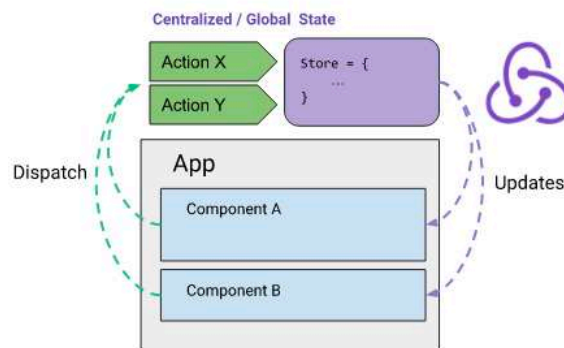 Centralized / Global State
Action X
Action Y
Store = {
...
}
App
Dispatch
Component A
Updates
Component B